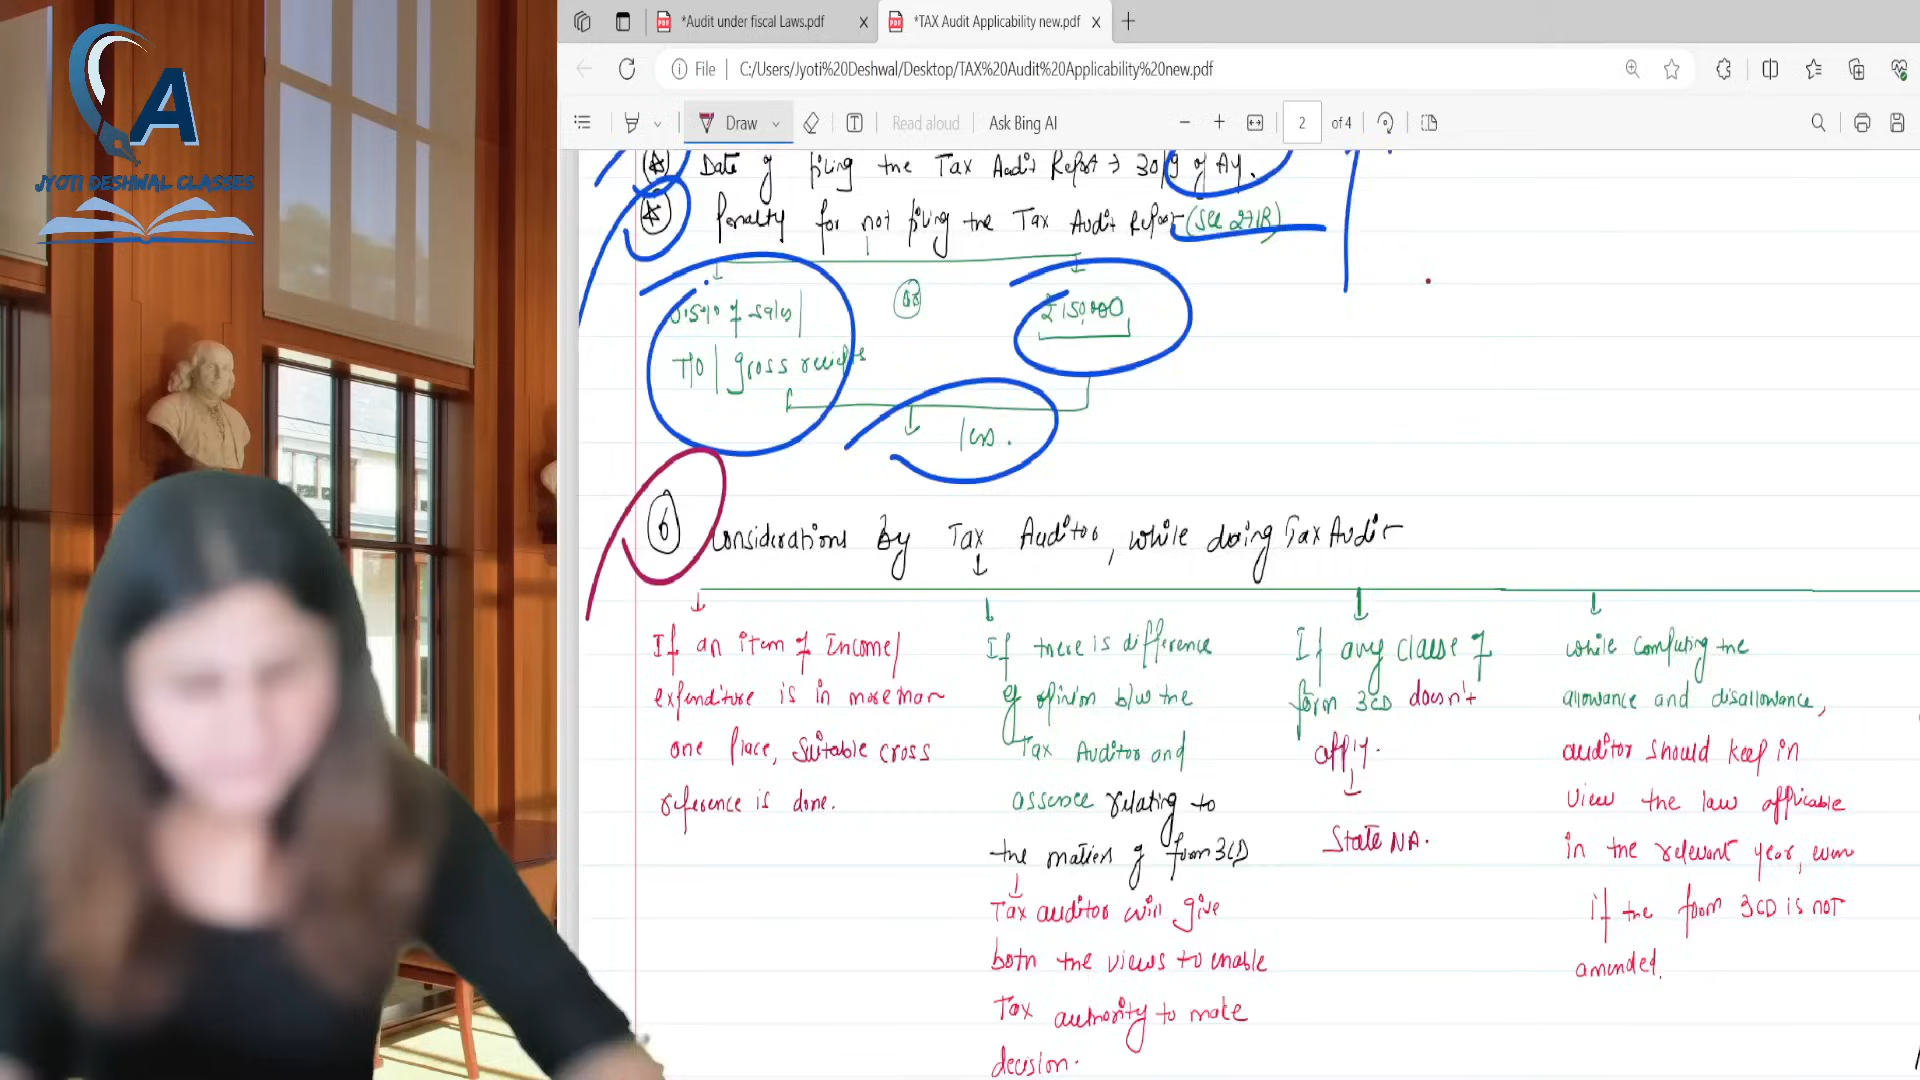 A
JYOTI DESHWAL CLASSES
*Audit under fiscal Laws.pdf
*TAX Audit Applicability new.pdf
File
C:/Users/Jyoti%20Deshwal/Desktop/TAX%20Audit%20Applicability%20new.pdf
Draw
Read aloud
Ask Bing AI
2 of 4
Date of filing the Tax Audit Report → 30/9 of AY.
Penalty for not filing the Tax Audit Report (Sec 271B)
0.5% of sales/
T/O/ gross receipts
OR
₹ 150,000
less.
6 Considerations by Tax Auditor, while doing Tax Audit
If an item of Income/
expenditure is in more than
one place, Suitable cross
reference is done.
If there is difference
of opinion b/w the
Tax Auditor and
assessee relating to
the matters of form 3CD
Tax auditor will give
both the views to enable
Tax authority to make
decision.
If any clause of
form 3CD doesn't
apply.
State NA.
while computing the
allowance and disallowance,
auditor should keep in
view the law applicable
in the relevant year, even
if the form 3CD is not
amended.